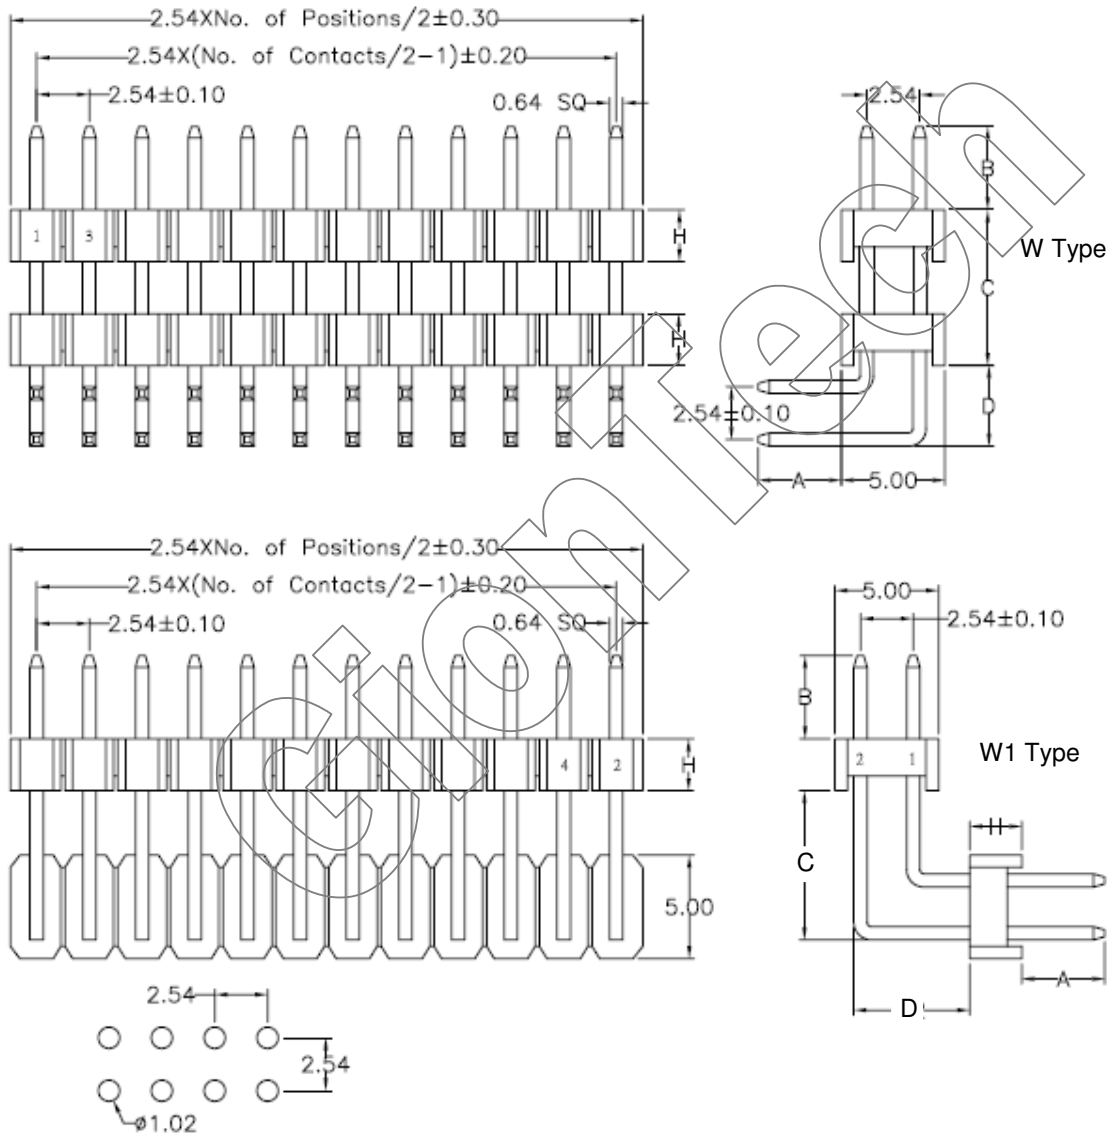 2.54XNo. of Positions/2±0.30
2.54X(No. of Contacts/2-1)±0.20
2.54±0.10
0.64 SQ
1 3
H
H
2.54
B
W Type
C
2.54±0.10
D
A
5.00
2.54XNo. of Positions/2±0.30
2.54X(No. of Contacts/2-1)±0.20
2.54±0.10
0.64 SQ
4 2
H
5.00
5.00
2.54±0.10
B
2 1
W1 Type
H
C
A
D
2.54
2.54
ø1.02
CjonTech